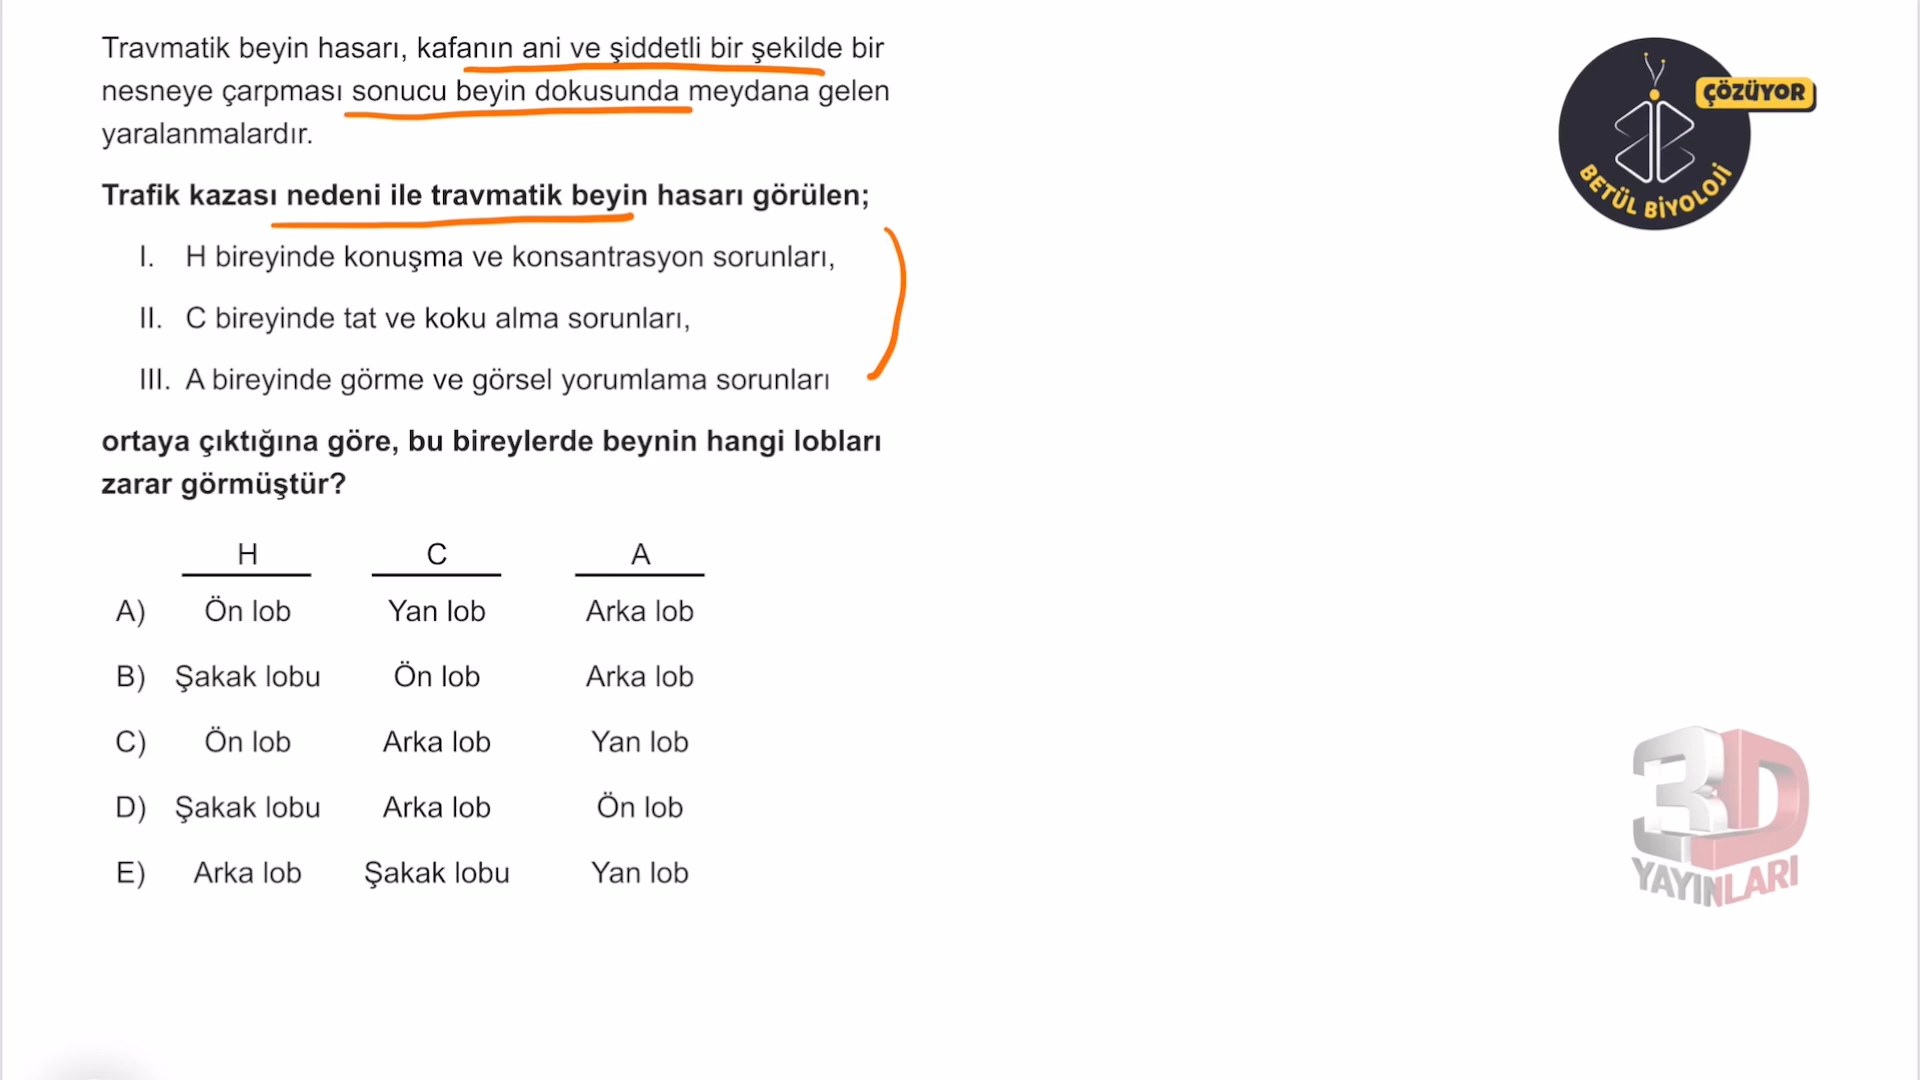 Travmatik beyin hasarı, kafanın ani ve şiddetli bir şekilde bir
nesneye çarpması sonucu beyin dokusunda meydana gelen
yaralanmalardır.
Trafik kazası nedeni ile travmatik beyin hasarı görülen;
I. H bireyinde konuşma ve konsantrasyon sorunları,
II. C bireyinde tat ve koku alma sorunları,
III. A bireyinde görme ve görsel yorumlama sorunları
ortaya çıktığına göre, bu bireylerde beynin hangi lobları
zarar görmüştür?
H C A
A) Ön lob Yan lob Arka lob
B) Şakak lobu Ön lob Arka lob
C) Ön lob Arka lob Yan lob
D) Şakak lobu Arka lob Ön lob
E) Arka lob Şakak lobu Yan lob
ÇÖZÜYOR
BETÜL BİYOLOJİ
3D
YAYINLARI